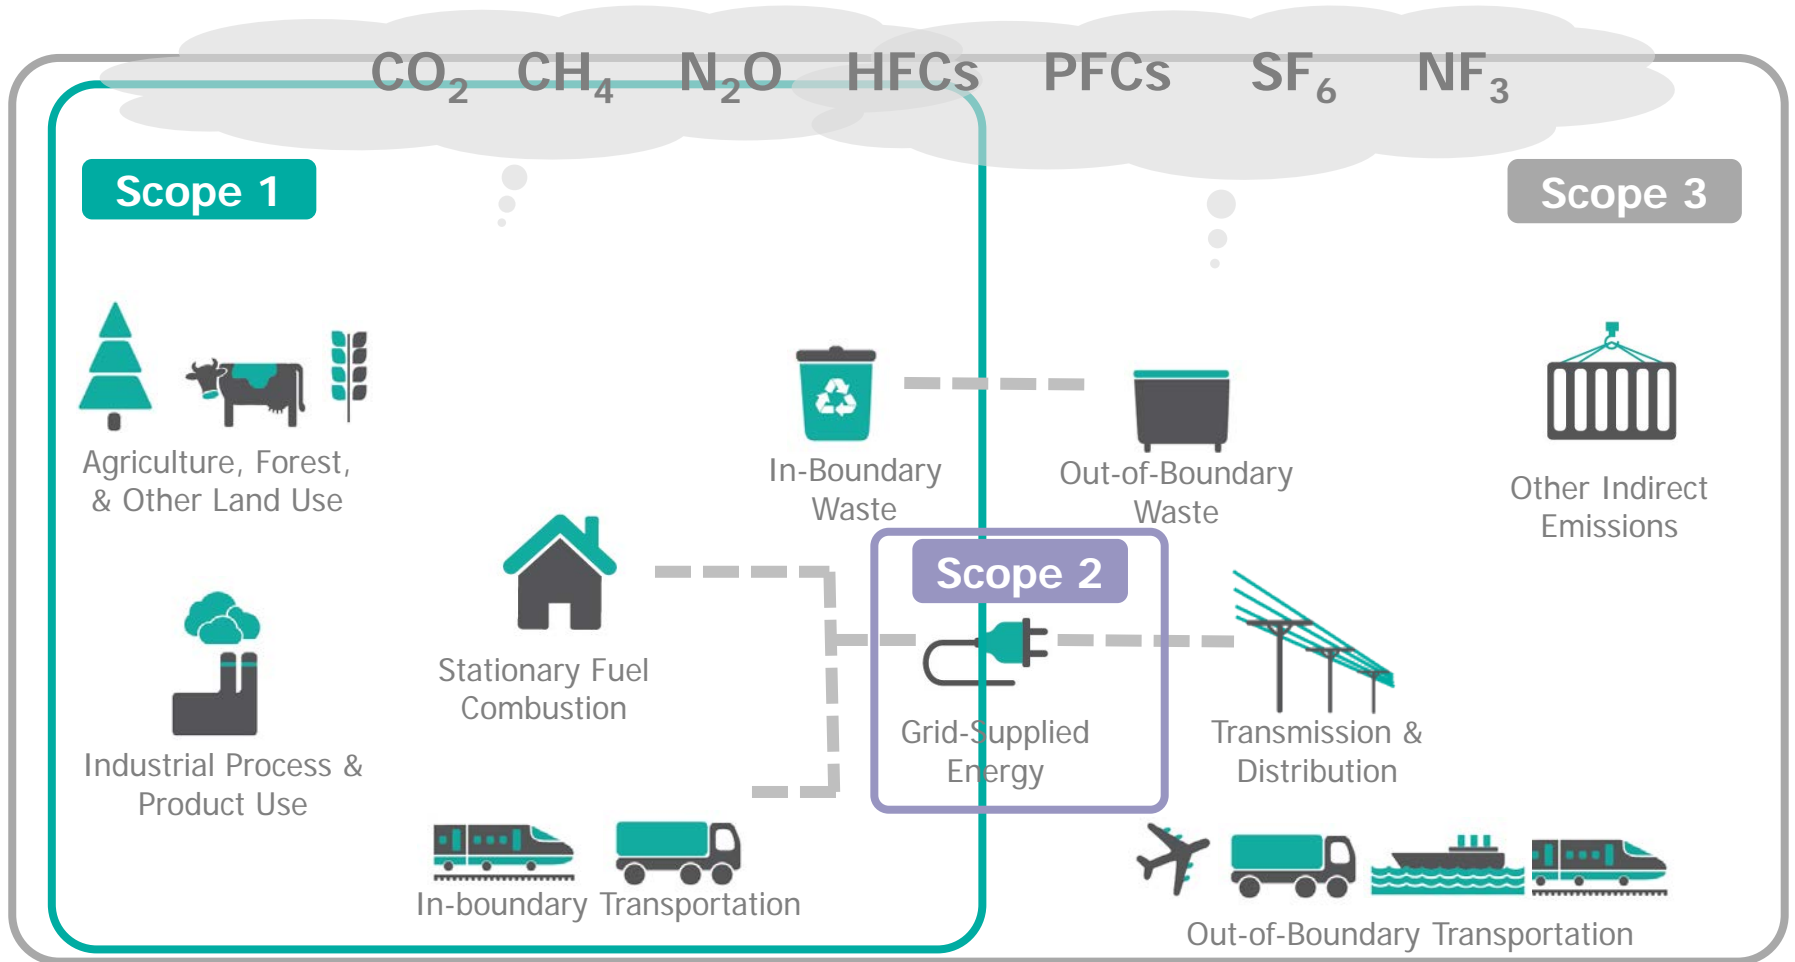 CO₂ CH₄ N₂O HFCs PFCs SF₆ NF₃
Scope 1
Scope 3
Agriculture, Forest,
& Other Land Use
In-Boundary
Waste
Out-of-Boundary
Waste
Other Indirect
Emissions
Scope 2
Stationary Fuel
Combustion
Grid-Supplied
Energy
Transmission &
Distribution
Industrial Process &
Product Use
In-boundary Transportation
Out-of-Boundary Transportation